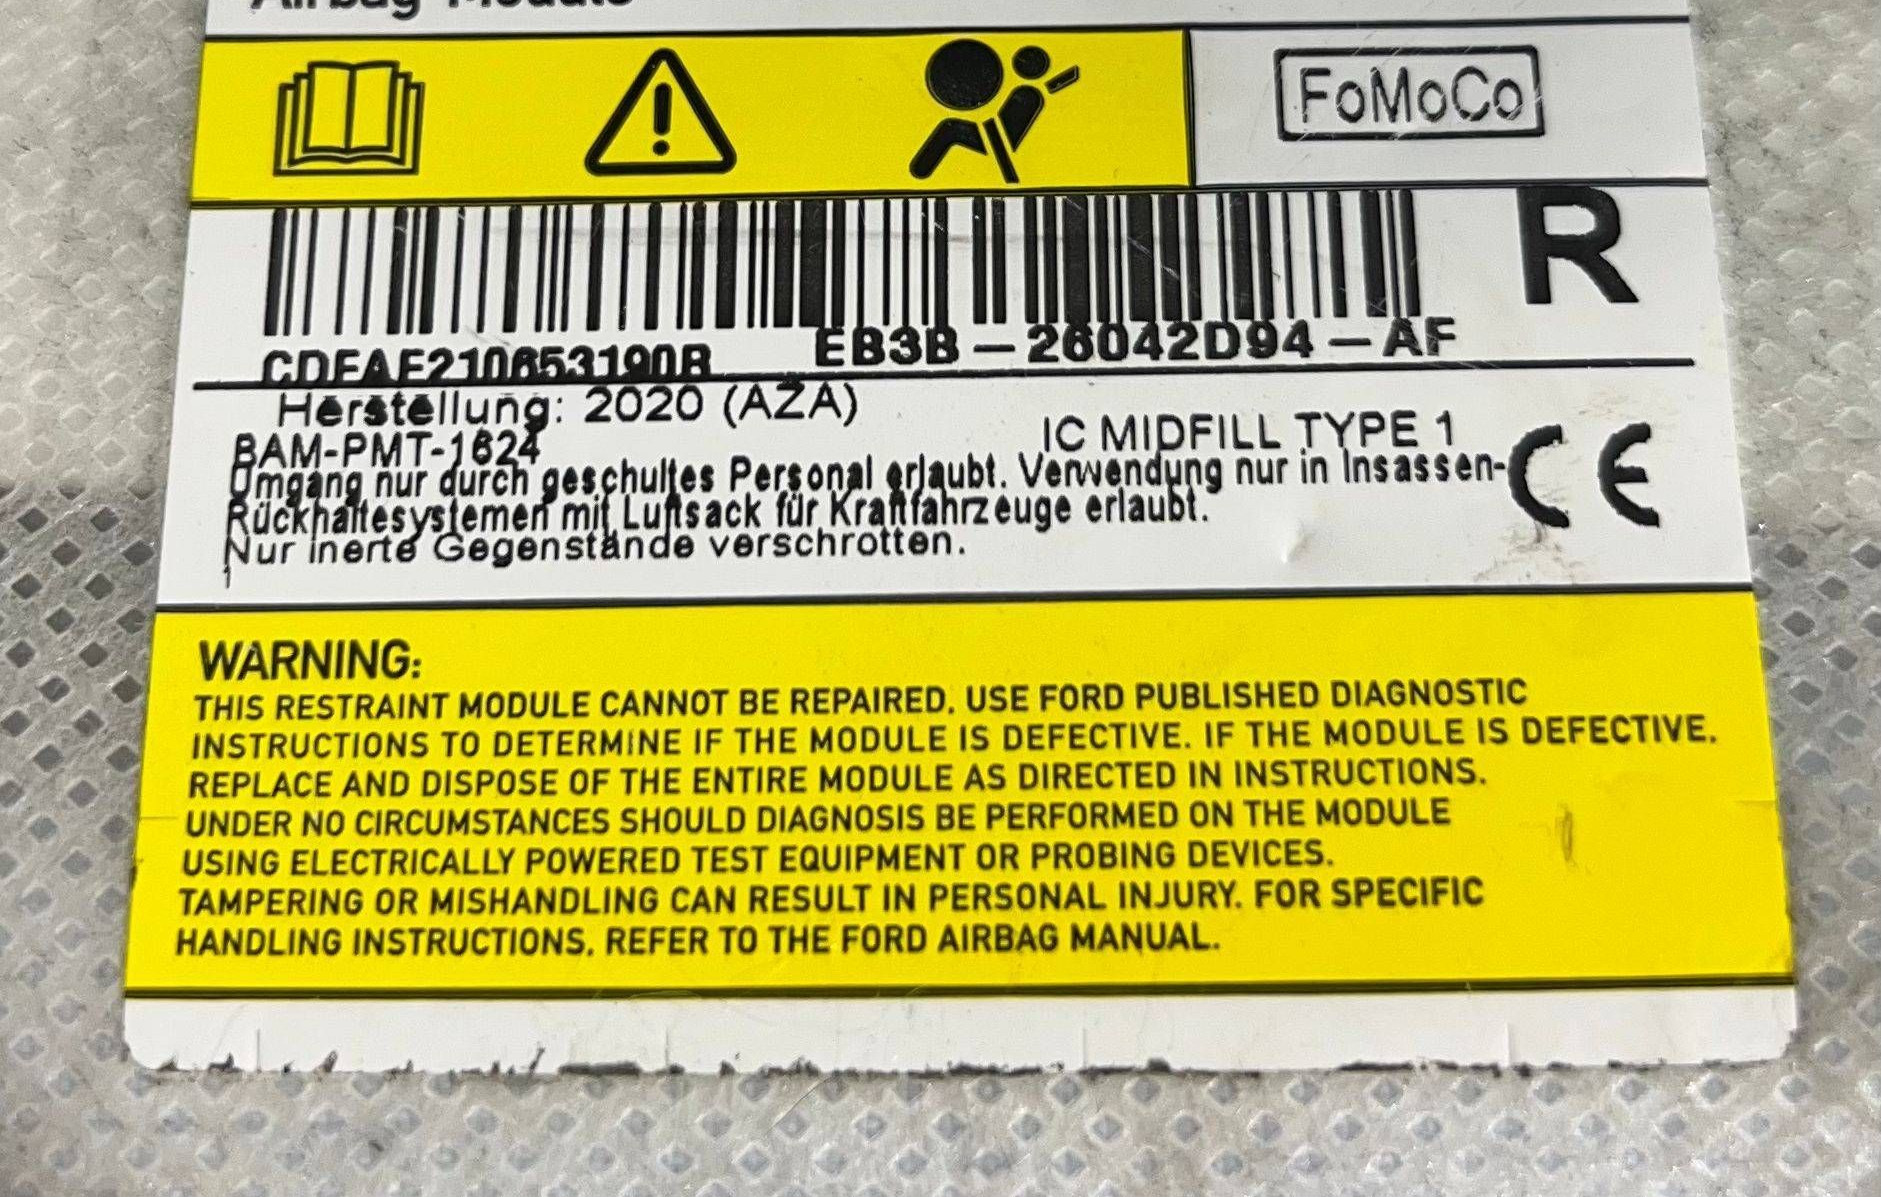 Airbag Module
FoMoCo
R
CDEAE210653190R EB3B-26042D94-AF
Herstellung: 2020 (AZA)
BAM-PMT-1624 IC MIDFILL TYPE 1
Umgang nur durch geschultes Personal erlaubt. Verwendung nur in Insassen-
Rückhaltesystemen mit Luftsack für Kraftfahrzeuge erlaubt.
Nur inerte Gegenstände verschrotten.
1
CE
WARNING:
THIS RESTRAINT MODULE CANNOT BE REPAIRED. USE FORD PUBLISHED DIAGNOSTIC
INSTRUCTIONS TO DETERMINE IF THE MODULE IS DEFECTIVE. IF THE MODULE IS DEFECTIVE,
REPLACE AND DISPOSE OF THE ENTIRE MODULE AS DIRECTED IN INSTRUCTIONS.
UNDER NO CIRCUMSTANCES SHOULD DIAGNOSIS BE PERFORMED ON THE MODULE
USING ELECTRICALLY POWERED TEST EQUIPMENT OR PROBING DEVICES.
TAMPERING OR MISHANDLING CAN RESULT IN PERSONAL INJURY. FOR SPECIFIC
HANDLING INSTRUCTIONS, REFER TO THE FORD AIRBAG MANUAL.